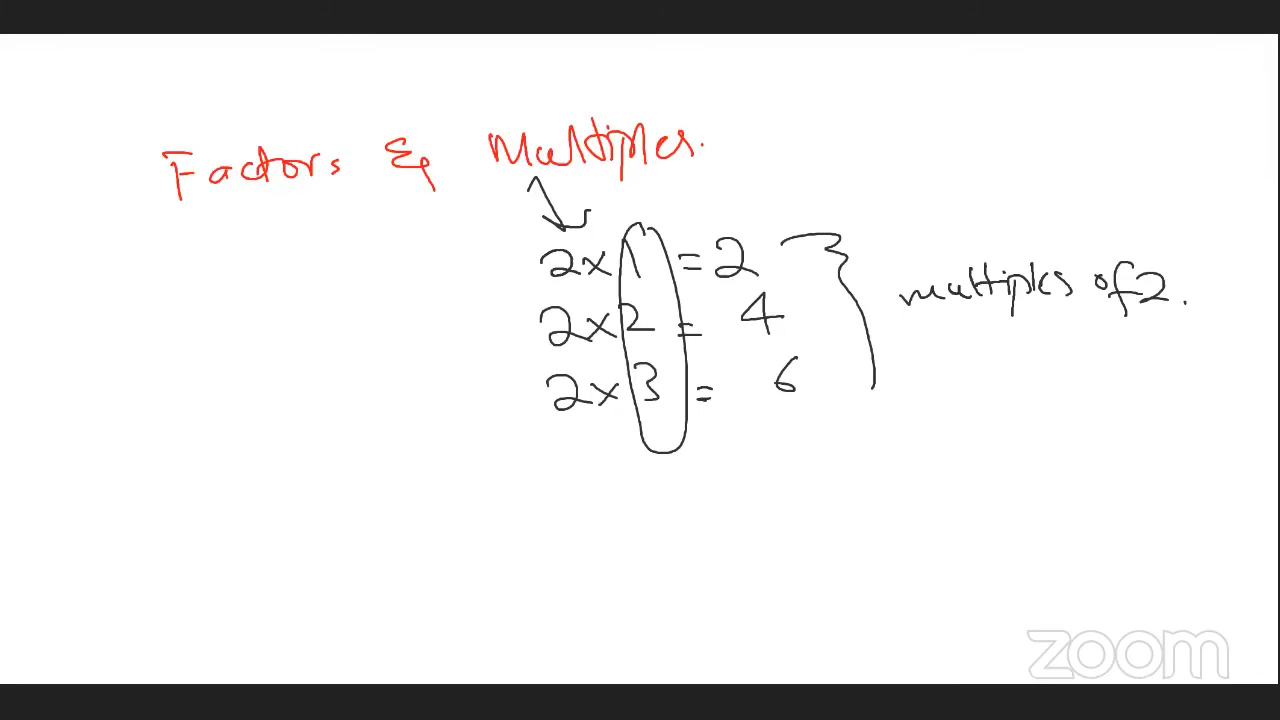 Factors & Multiples.
2x1 = 2
2x2 = 4
2x3 = 6
multiples of 2.
zoom